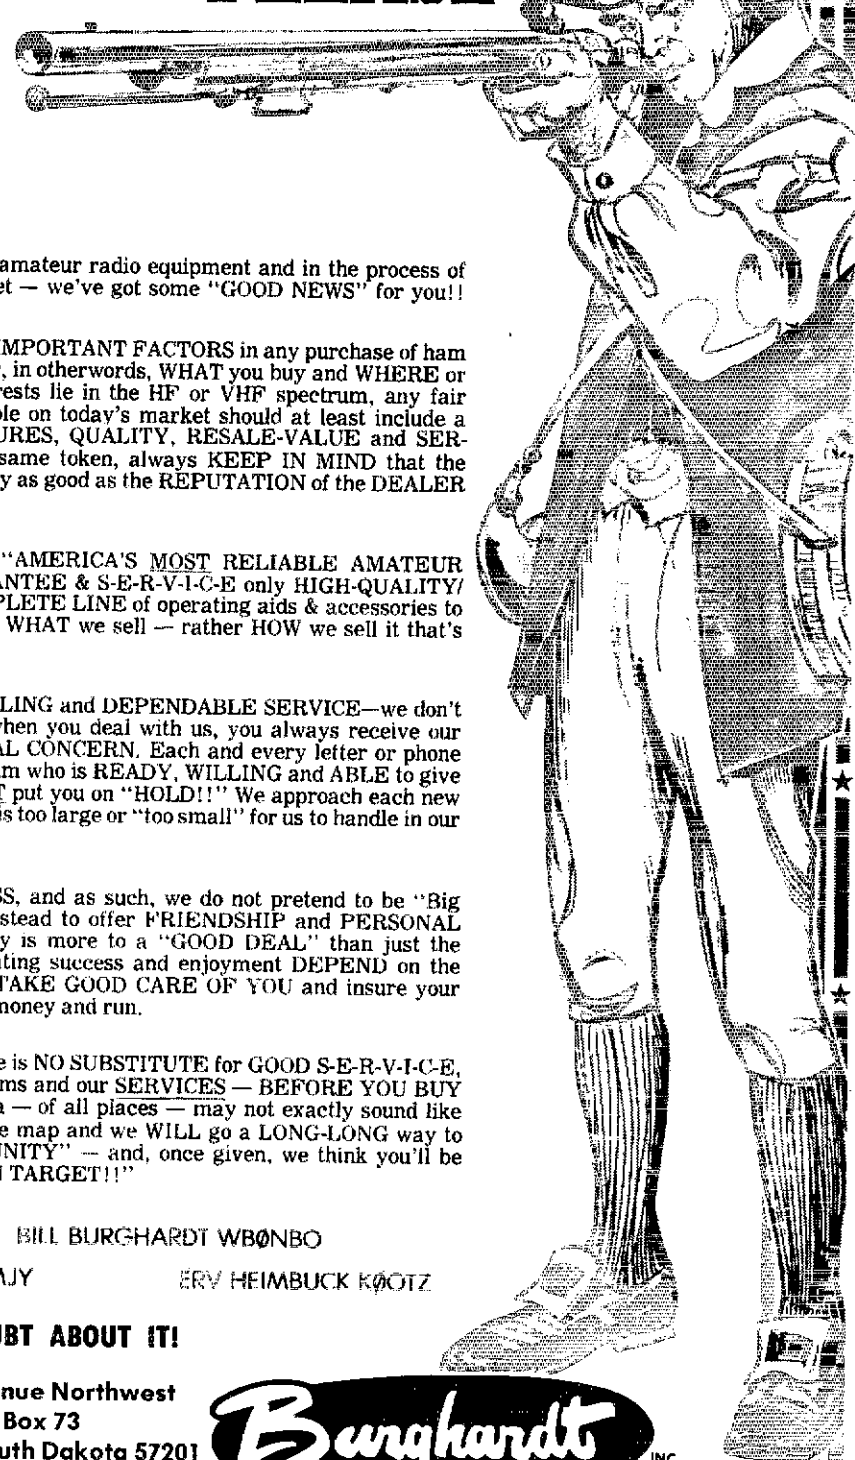 amateur radio equipment and in the process of
et — we've got some "GOOD NEWS" for you!!
IMPORTANT FACTORS in any purchase of ham
, in otherwords, WHAT you buy and WHERE or
rests lie in the HF or VHF spectrum, any fair
ble on today's market should at least include a
URES, QUALITY, RESALE-VALUE and SER-
same token, always KEEP IN MIND that the
y as good as the REPUTATION of the DEALER
"AMERICA'S MOST RELIABLE AMATEUR
ANTEE & S-E-R-V-I-C-E only HIGH-QUALITY/
PLETE LINE of operating aids & accessories to
WHAT we sell — rather HOW we sell it that's
LING and DEPENDABLE SERVICE—we don't
when you deal with us, you always receive our
AL CONCERN. Each and every letter or phone
m who is READY, WILLING and ABLE to give
T put you on "HOLD!!" We approach each new
is too large or "too small" for us to handle in our
SS, and as such, we do not pretend to be "Big
stead to offer FRIENDSHIP and PERSONAL
y is more to a "GOOD DEAL" than just the
ating success and enjoyment DEPEND on the
TAKE GOOD CARE OF YOU and insure your
money and run.
e is NO SUBSTITUTE for GOOD S-E-R-V-I-C-E,
ms and our SERVICES — BEFORE YOU BUY
a — of all places — may not exactly sound like
e map and we WILL go a LONG-LONG way to
UNITY" — and, once given, we think you'll be
N TARGET!!"
BILL BURGHARDT WBØNBO
AJY ERV HEIMBUCK KØOTZ
UBT ABOUT IT!
nue Northwest
Box 73
uth Dakota 57201
Burghardt
INC.